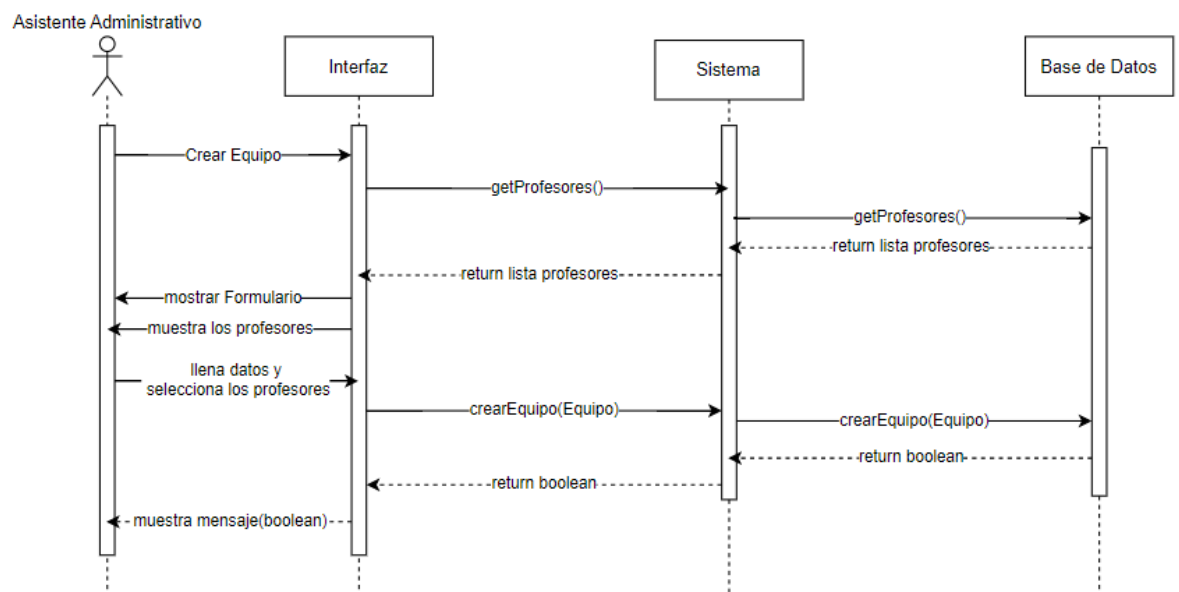 Asistente Administrativo
Interfaz
Sistema
Base de Datos
Crear Equipo
getProfesores()
getProfesores()
return lista profesores
return lista profesores
mostrar Formulario
muestra los profesores
llena datos y
selecciona los profesores
crearEquipo(Equipo)
crearEquipo(Equipo)
return boolean
return boolean
muestra mensaje(boolean)